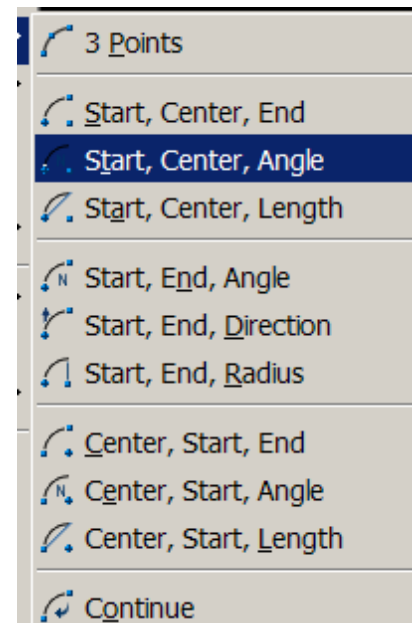 3 Points
Start, Center, End
Start, Center, Angle
Start, Center, Length
Start, End, Angle
Start, End, Direction
Start, End, Radius
Center, Start, End
Center, Start, Angle
Center, Start, Length
Continue